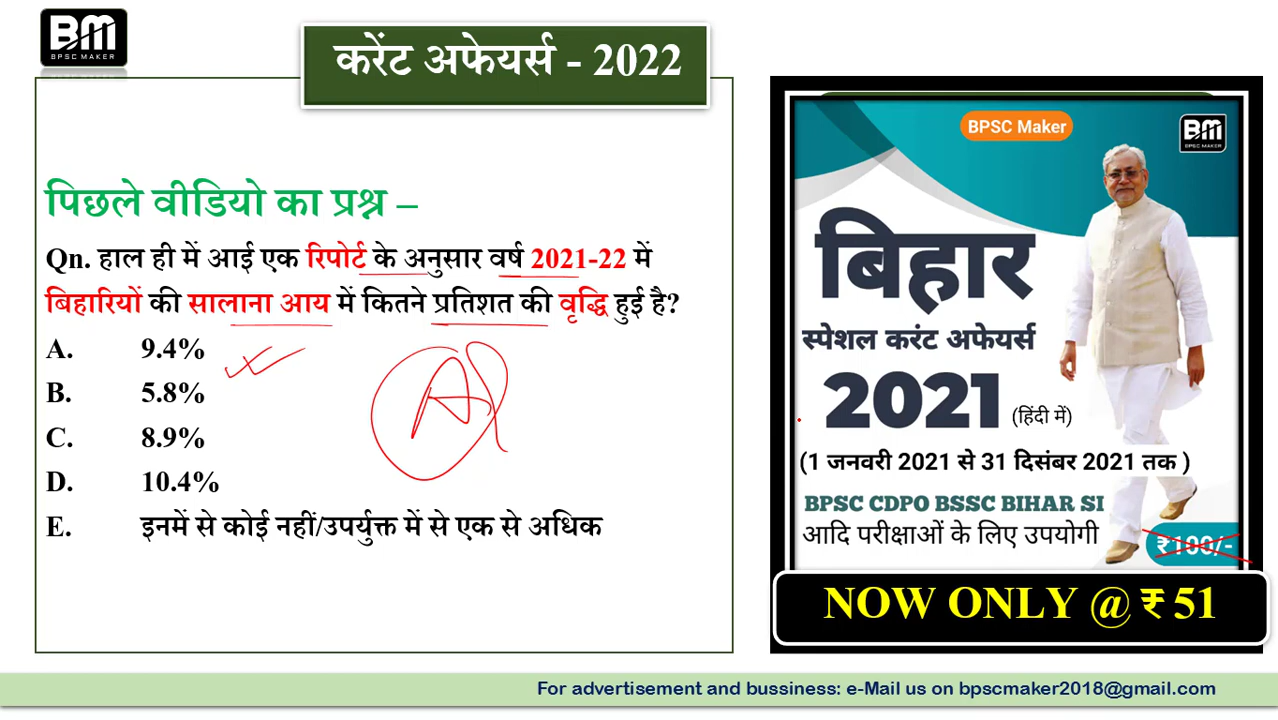 BM
BPSC MAKER
करेंट अफेयर्स - 2022
पिछले वीडियो का प्रश्न –
Qn. हाल ही में आई एक रिपोर्ट के अनुसार वर्ष 2021-22 में
बिहारियों की सालाना आय में कितने प्रतिशत की वृद्धि हुई है?
A. 9.4%
B. 5.8%
C. 8.9%
D. 10.4%
E. इनमें से कोई नहीं/उपर्युक्त में से एक से अधिक
A
BPSC Maker
BM
BPSC MAKER
बिहार
स्पेशल करंट अफेयर्स
2021 (हिंदी में)
(1 जनवरी 2021 से 31 दिसंबर 2021 तक )
BPSC CDPO BSSC BIHAR SI
आदि परीक्षाओं के लिए उपयोगी
₹100/-
NOW ONLY @ ₹ 51
For advertisement and bussiness: e-Mail us on bpscmaker2018@gmail.com